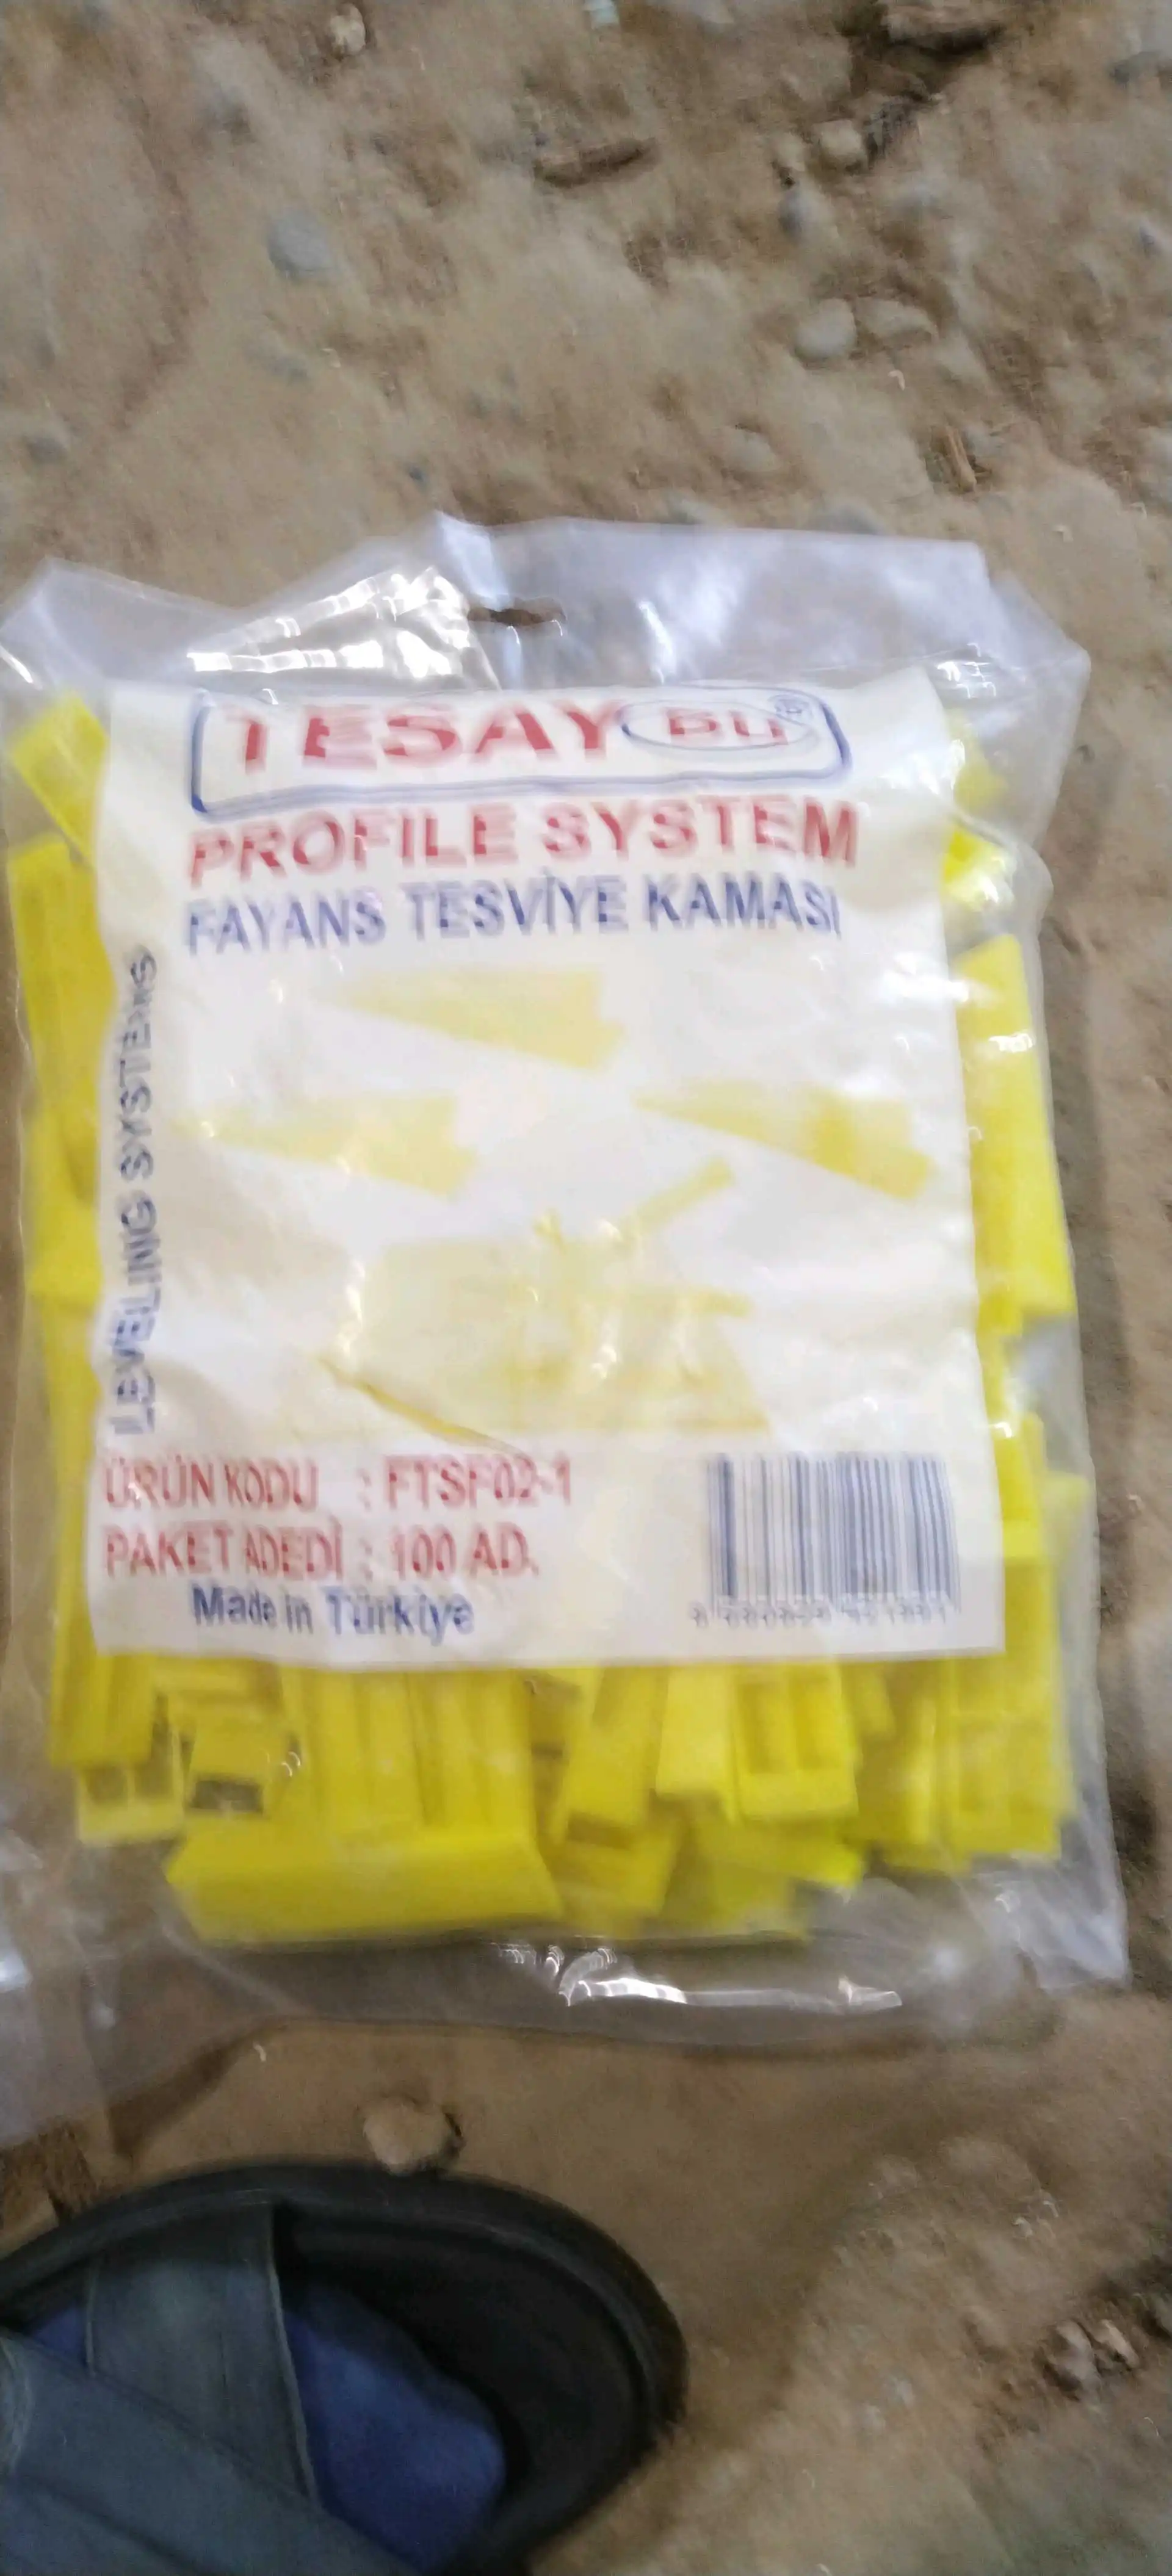 TESAY BU ®
PROFILE SYSTEM
FAYANS TESVİYE KAMASI
LEVELING SYSTEMS
ÜRÜN KODU : FTSF02-1
PAKET ADEDİ : 100 AD.
Made in Türkiye